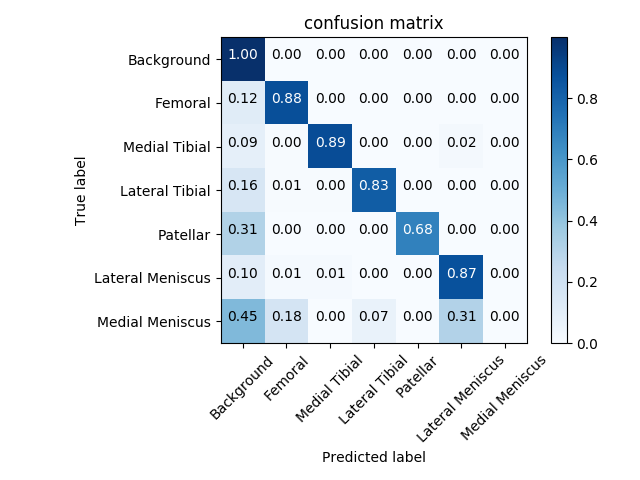 confusion matrix
True label
Background 1.00 0.00 0.00 0.00 0.00 0.00 0.00
Femoral 0.12 0.88 0.00 0.00 0.00 0.00 0.00
Medial Tibial 0.09 0.00 0.89 0.00 0.00 0.02 0.00
Lateral Tibial 0.16 0.01 0.00 0.83 0.00 0.00 0.00
Patellar 0.31 0.00 0.00 0.00 0.68 0.00 0.00
Lateral Meniscus 0.10 0.01 0.01 0.00 0.00 0.87 0.00
Medial Meniscus 0.45 0.18 0.00 0.07 0.00 0.31 0.00
Background
Femoral
Medial Tibial
Lateral Tibial
Patellar
Lateral Meniscus
Medial Meniscus
Predicted label
0.8
0.6
0.4
0.2
0.0